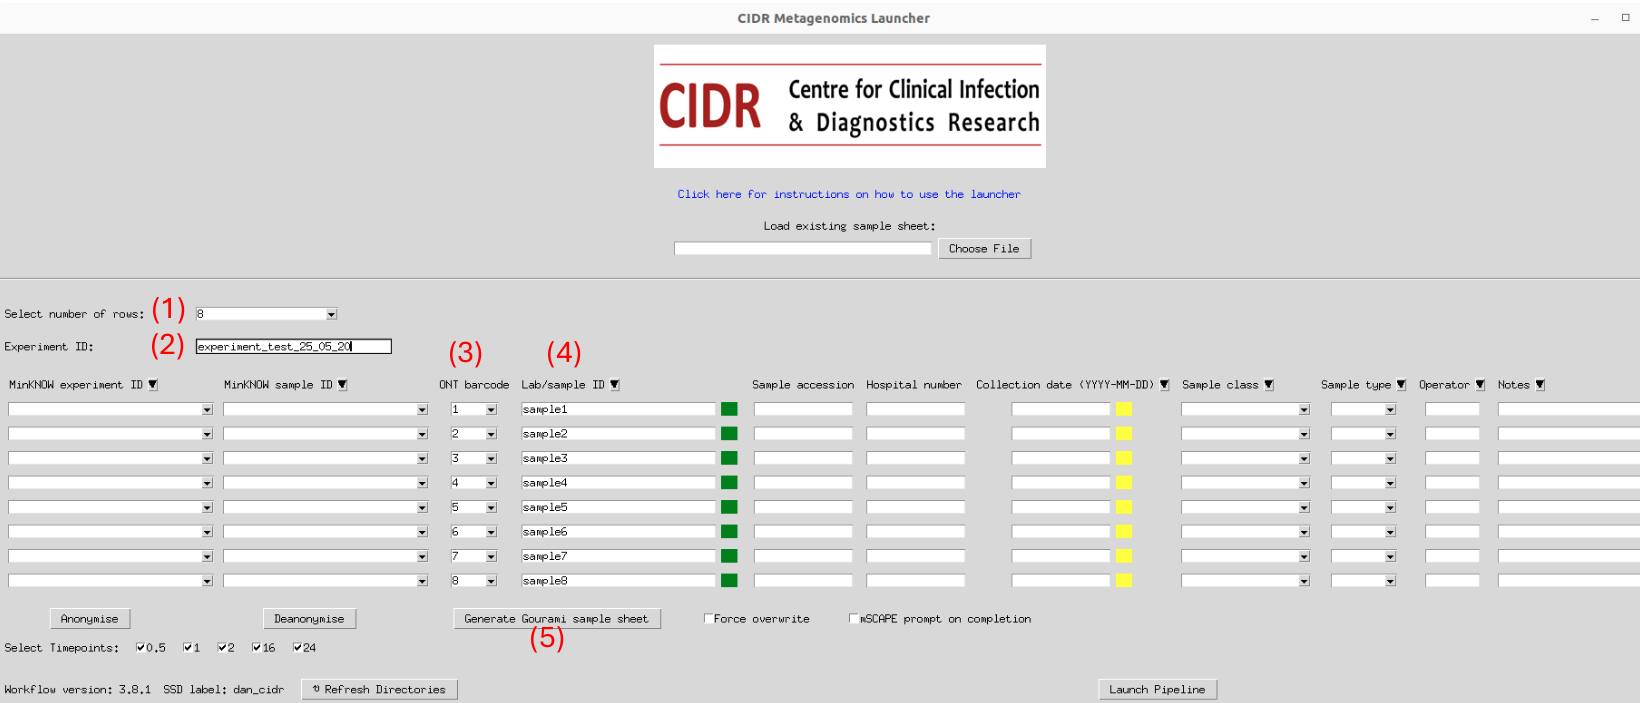 CIDR Metagenomics Launcher
CIDR Centre for Clinical Infection
& Diagnostics Research
Click here for instructions on how to use the launcher
Load existing sample sheet:
Choose File
Select number of rows: (1) 8
Experiment ID: (2) experiment_test_25_05_20
(3) (4)
MinKNOW experiment ID MinKNOW sample ID ONT barcode Lab/sample ID Sample accession Hospital number Collection date (YYYY-MM-DD) Sample class Sample type Operator Notes
1 sample1
2 sample2
3 sample3
4 sample4
5 sample5
6 sample6
7 sample7
8 sample8
Anonymise Deanonymise Generate Gourami sample sheet Force overwrite mSCAPE prompt on completion
(5)
Select Timepoints: 0.5 1 2 16 24
Workflow version: 3.8.1 SSD label: dan_cidr ↻ Refresh Directories Launch Pipeline